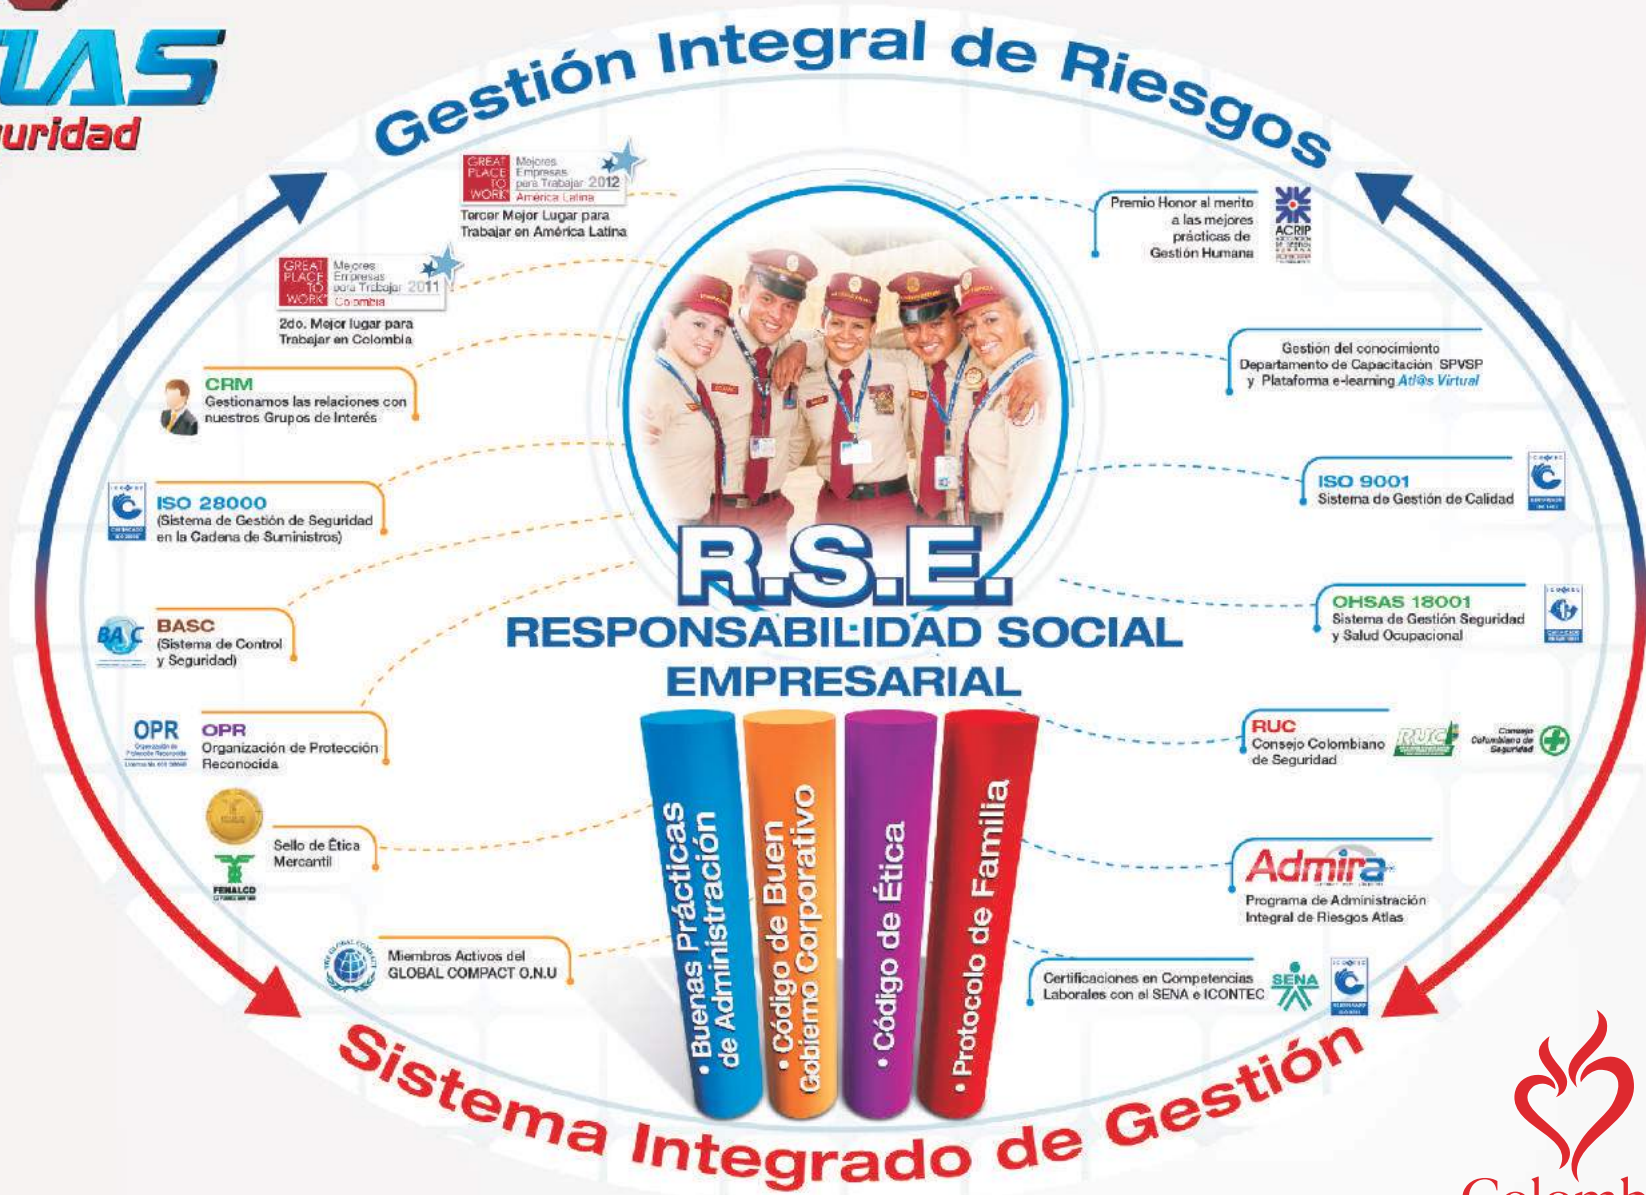 Gestión Integral de Riesgos
GREAT
PLACE
TO
WORK
Mejores
Empresas
para Trabajar 2012
América Latina
Tercer Mejor Lugar para
Trabajar en América Latina
GREAT
PLACE
TO
WORK
Mejores
Empresas
para Trabajar 2011
Colombia
2do. Mejor lugar para
Trabajar en Colombia
CRM
Gestionamos las relaciones con
nuestros Grupos de Interés
ISO 28000
(Sistema de Gestión de Seguridad
en la Cadena de Suministros)
BASC
BASC
(Sistema de Control
y Seguridad)
OPR
OPR
Organización de Protección
Reconocida
Sello de Ética
Mercantil
FENALCO
Miembros Activos del
GLOBAL COMPACT O.N.U
Premio Honor al merito
a las mejores
prácticas de
Gestión Humana
ACRIP
Gestión del conocimiento
Departamento de Capacitación SPVSP
y Plataforma e-learning Atl@s Virtual
ISO 9001
Sistema de Gestión de Calidad
OHSAS 18001
Sistema de Gestión Seguridad
y Salud Ocupacional
RUC
Consejo Colombiano
de Seguridad
RUC
Consejo
Colombiano de
Seguridad
Admira
Programa de Administración
Integral de Riesgos Atlas
Certificaciones en Competencias
Laborales con el SENA e ICONTEC
SENA
R.S.E.
RESPONSABILIDAD SOCIAL
EMPRESARIAL
• Buenas Prácticas
de Administración
• Código de Buen
Gobierno Corporativo
• Código de Ética
• Protocolo de Familia
Sistema Integrado de Gestión